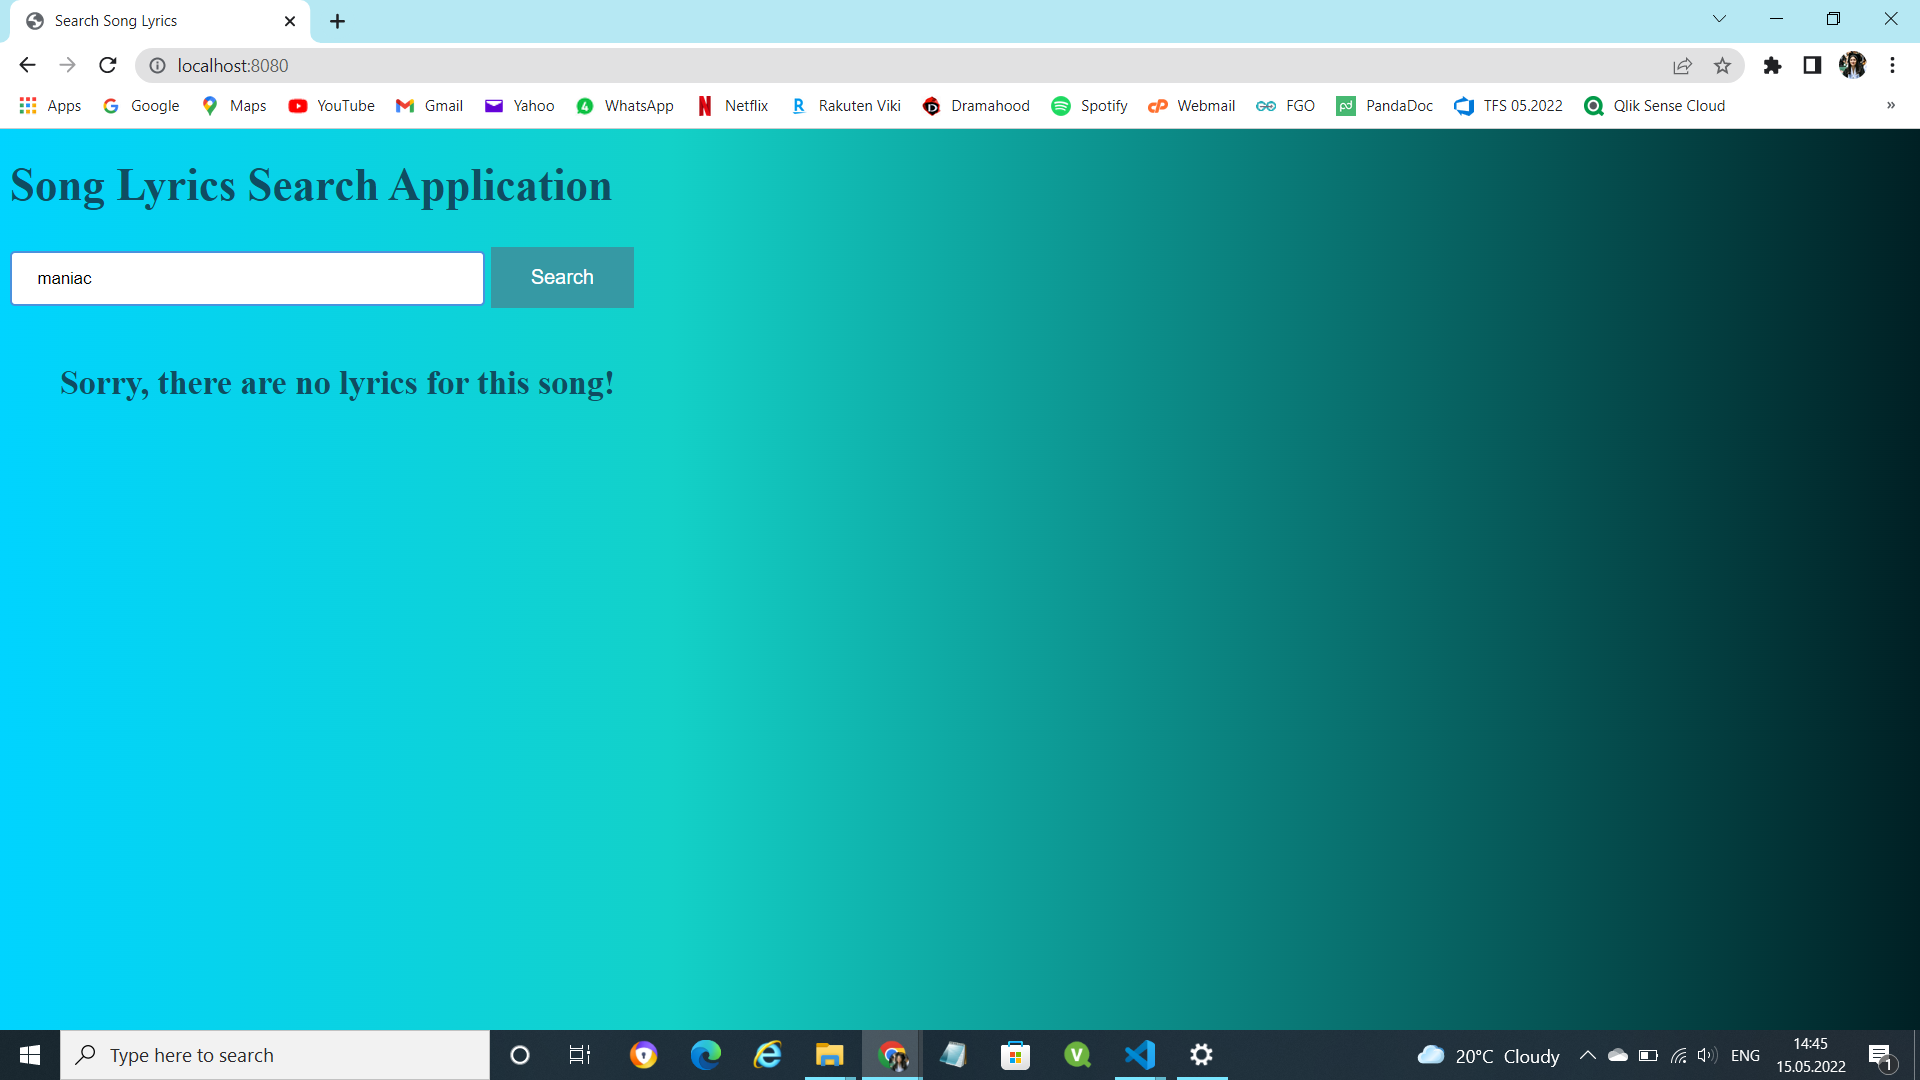 Search Song Lyrics
localhost:8080
Apps Google Maps YouTube Gmail Yahoo WhatsApp Netflix Rakuten Viki Dramahood Spotify Webmail FGO PandaDoc TFS 05.2022 Qlik Sense Cloud »
Song Lyrics Search Application
maniac Search
Sorry, there are no lyrics for this song!
Type here to search 20°C Cloudy ENG 14:45
15.05.2022 1